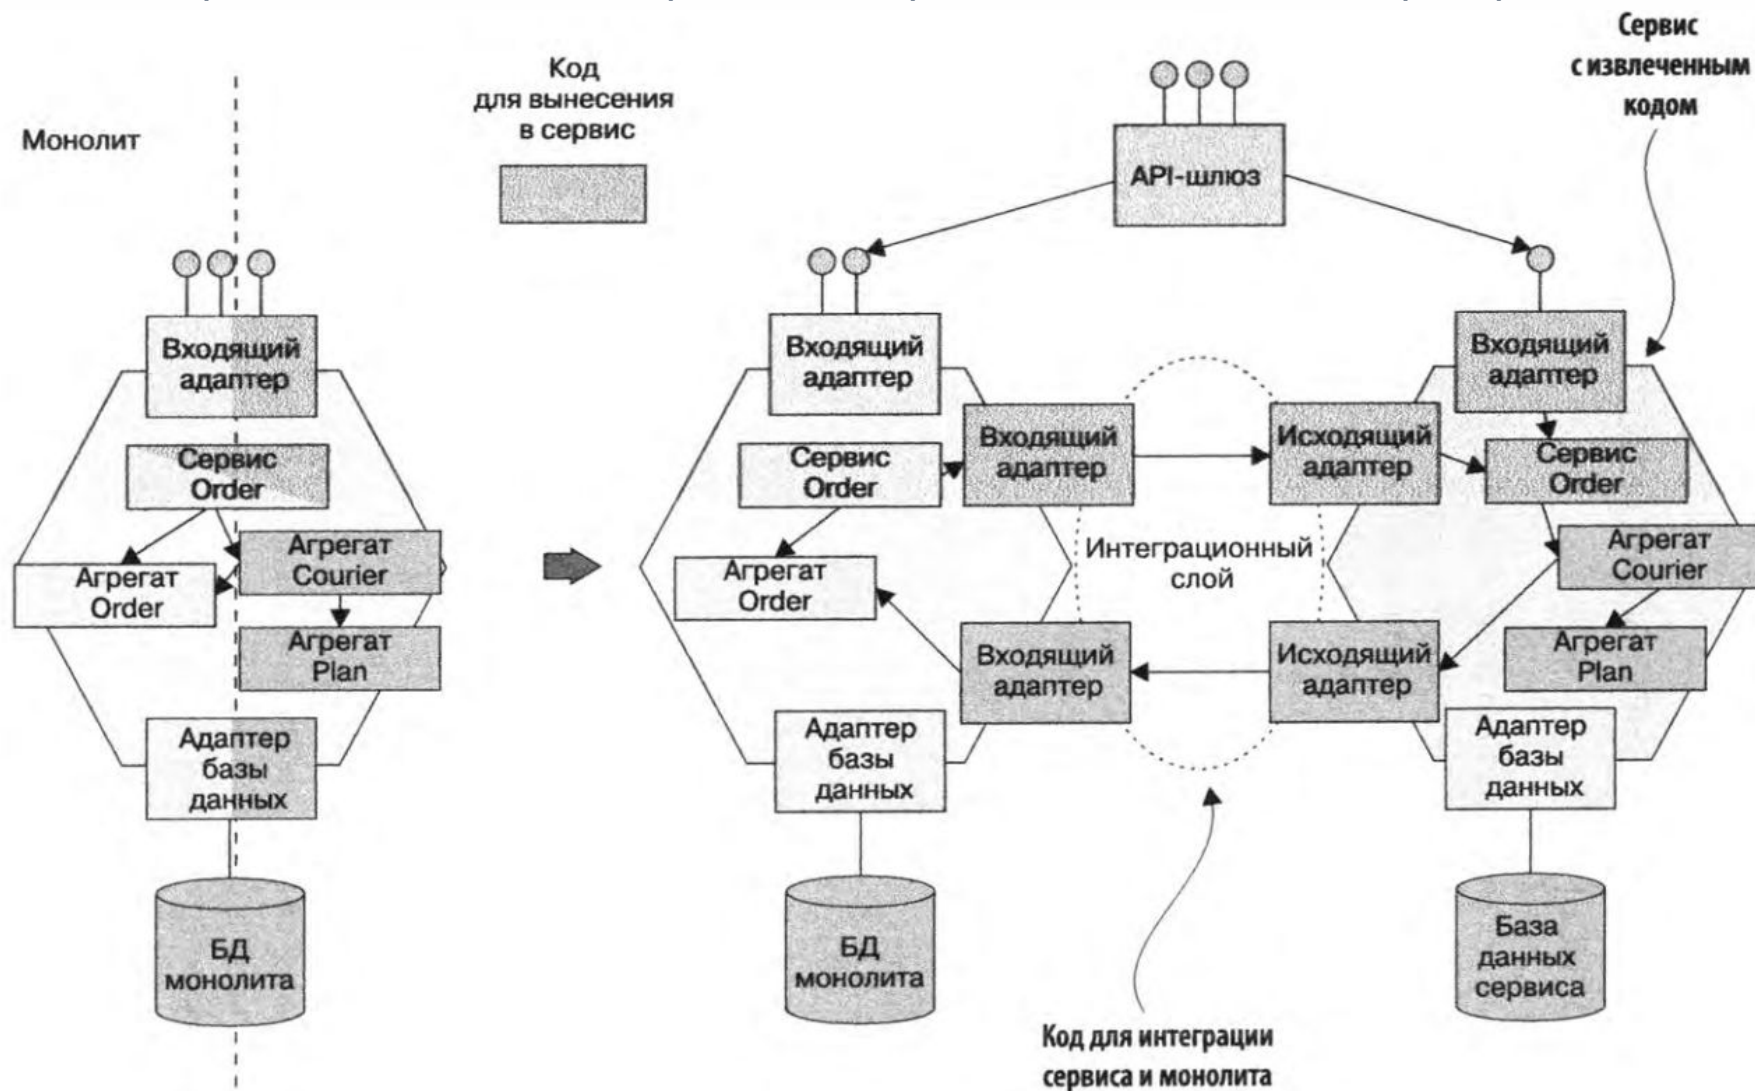 Сервис
с извлеченным
кодом
Код
для вынесения
в сервис
Монолит
API-шлюз
Входящий
адаптер
Сервис
Order
Агрегат
Courier
Агрегат
Order
Агрегат
Plan
Адаптер
базы
данных
БД
монолита
Входящий
адаптер
Входящий
адаптер
Сервис
Order
Агрегат
Order
Входящий
адаптер
Адаптер
базы
данных
БД
монолита
Интеграционный
слой
Входящий
адаптер
Исходящий
адаптер
Сервис
Order
Агрегат
Courier
Исходящий
адаптер
Агрегат
Plan
Адаптер
базы
данных
База
данных
сервиса
Код для интеграции
сервиса и монолита